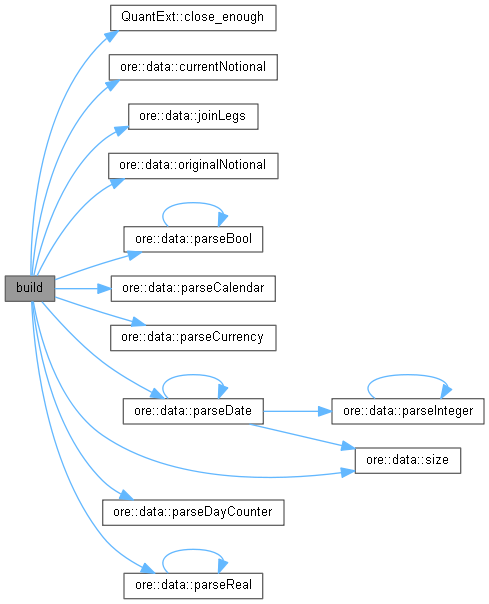 QuantExt::close_enough
ore::data::currentNotional
ore::data::joinLegs
ore::data::originalNotional
ore::data::parseBool
build
ore::data::parseCalendar
ore::data::parseCurrency
ore::data::parseDate
ore::data::parseInteger
ore::data::size
ore::data::parseDayCounter
ore::data::parseReal